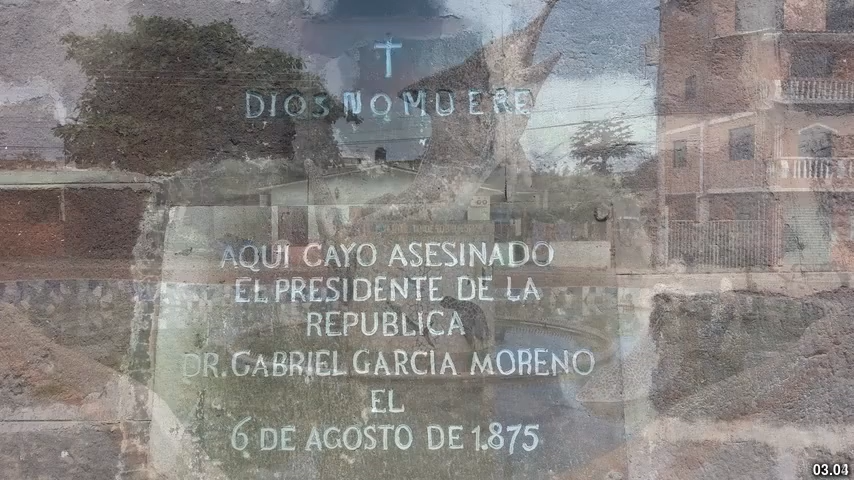 DIOS NO MUERE
AQUI CAYO ASESINADO
EL PRESIDENTE DE LA
REPUBLICA
DR. GABRIEL GARCIA MORENO
EL
6 DE AGOSTO DE 1.875
03.04